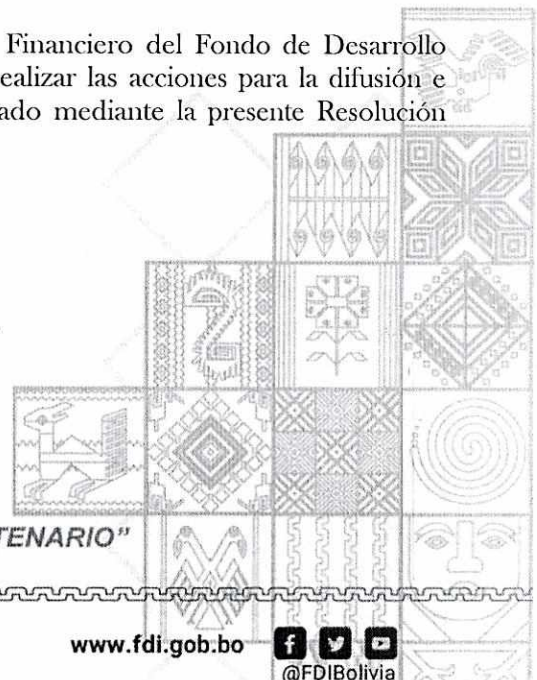 Financiero del Fondo de Desarrollo
ealizar las acciones para la difusión e
ado mediante la presente Resolución
TENARIO"
www.fdi.gob.bo
@FDIBolivia